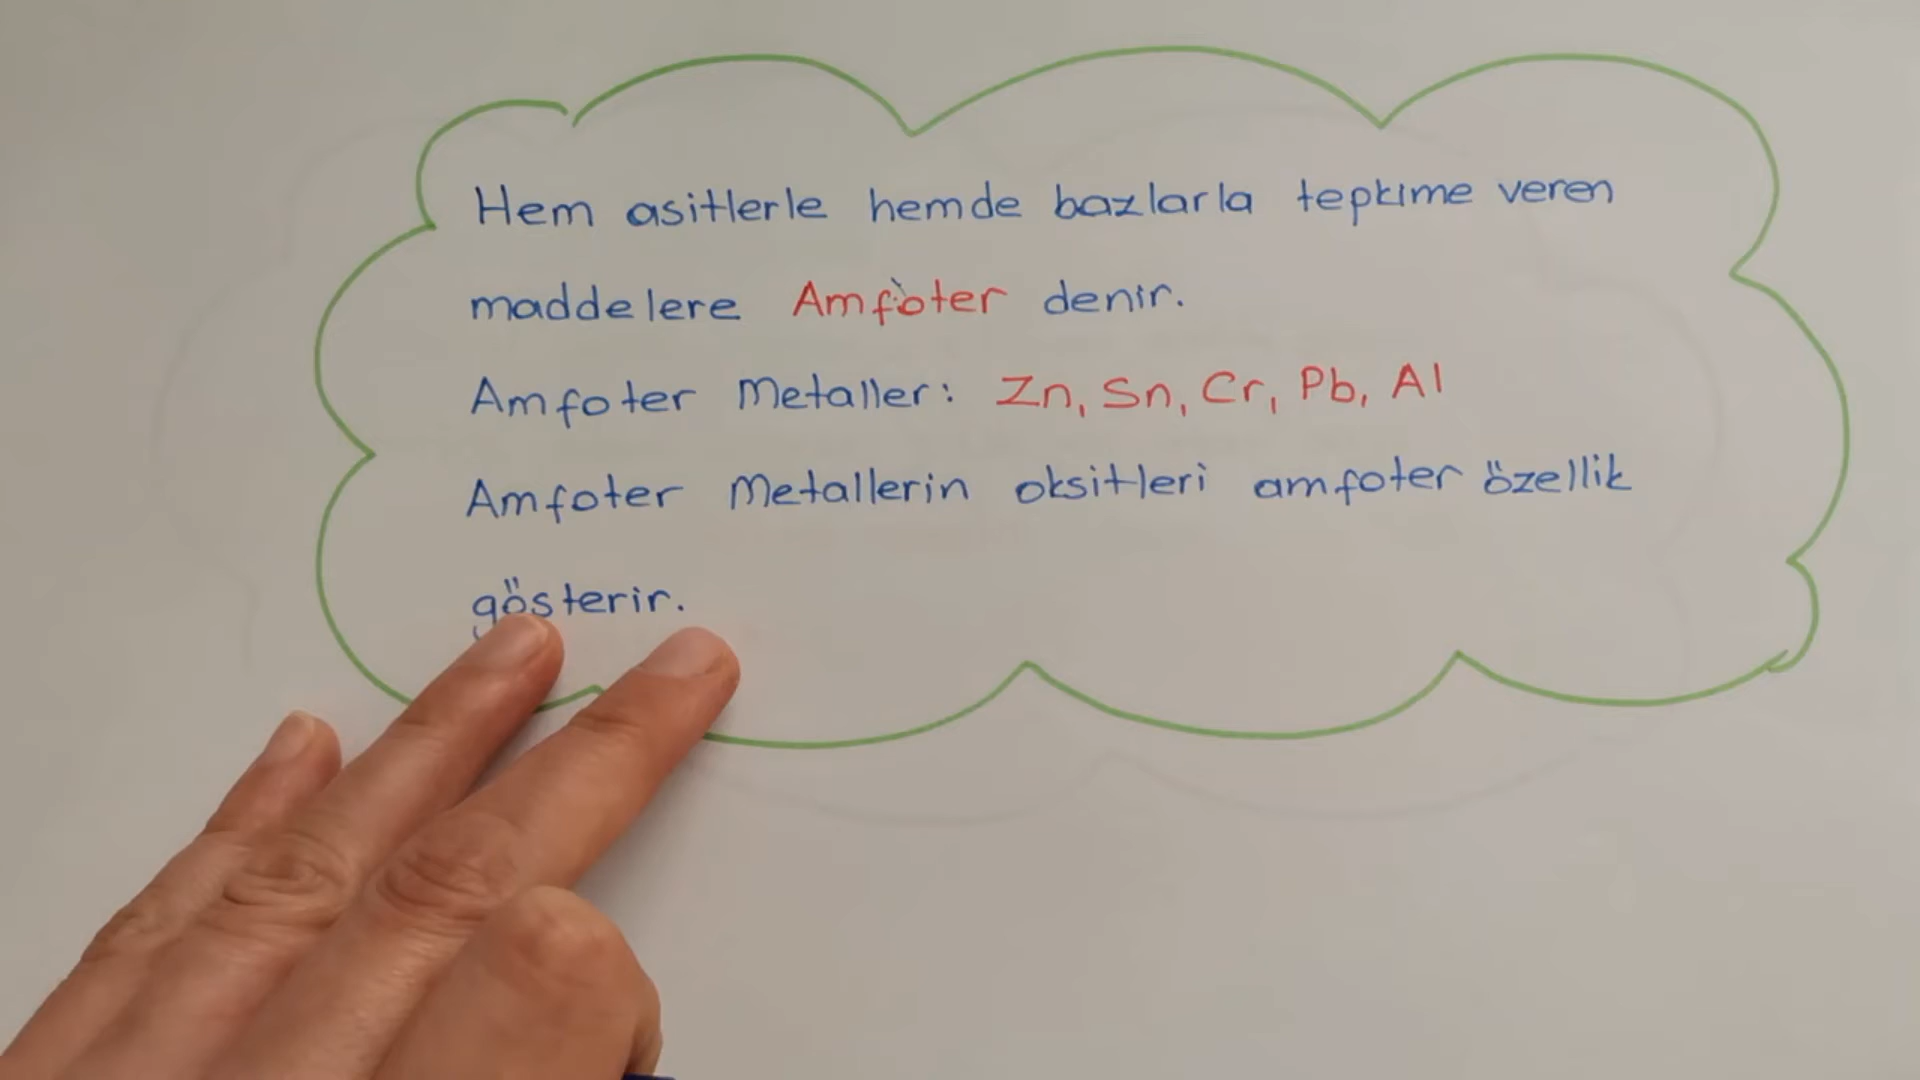 Hem asitlerle hemde bazlarla tepkime veren
maddelere Amfoter denir.
Amfoter Metaller: Zn, Sn, Cr, Pb, Al
Amfoter Metallerin oksitleri amfoter özellik
gösterir.